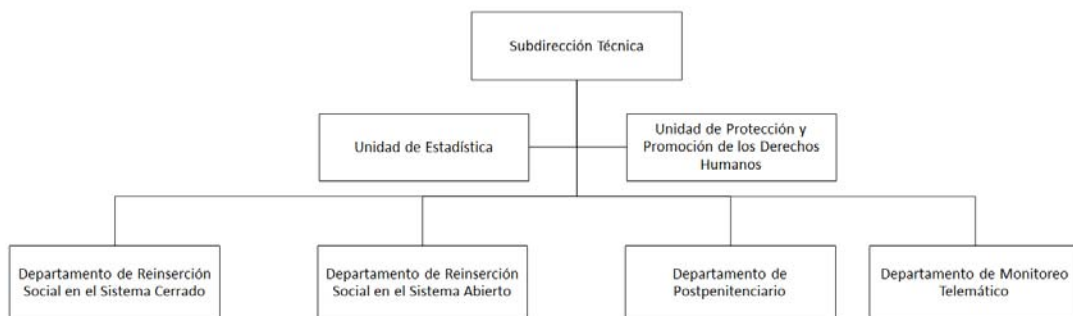 Subdirección Técnica
Unidad de Estadística
Unidad de Protección y
Promoción de los Derechos
Humanos
Departamento de Reinserción
Social en el Sistema Cerrado
Departamento de Reinserción
Social en el Sistema Abierto
Departamento de
Postpenitenciario
Departamento de Monitoreo
Telemático